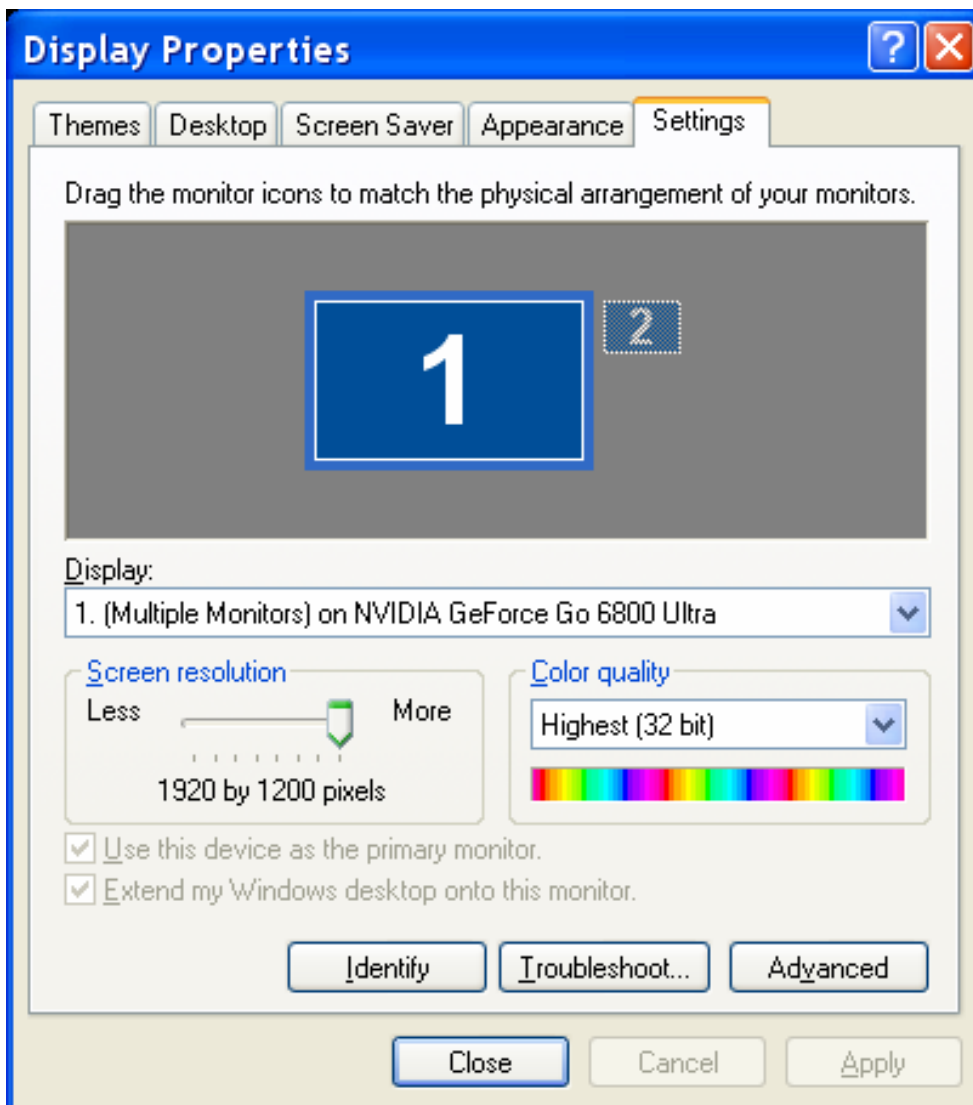 Display Properties
Themes Desktop Screen Saver Appearance Settings
Drag the monitor icons to match the physical arrangement of your monitors.
1 2
Display:
1. (Multiple Monitors) on NVIDIA GeForce Go 6800 Ultra
Screen resolution
Less More
1920 by 1200 pixels
Color quality
Highest (32 bit)
Use this device as the primary monitor.
Extend my Windows desktop onto this monitor.
Identify Troubleshoot... Advanced
Close Cancel Apply